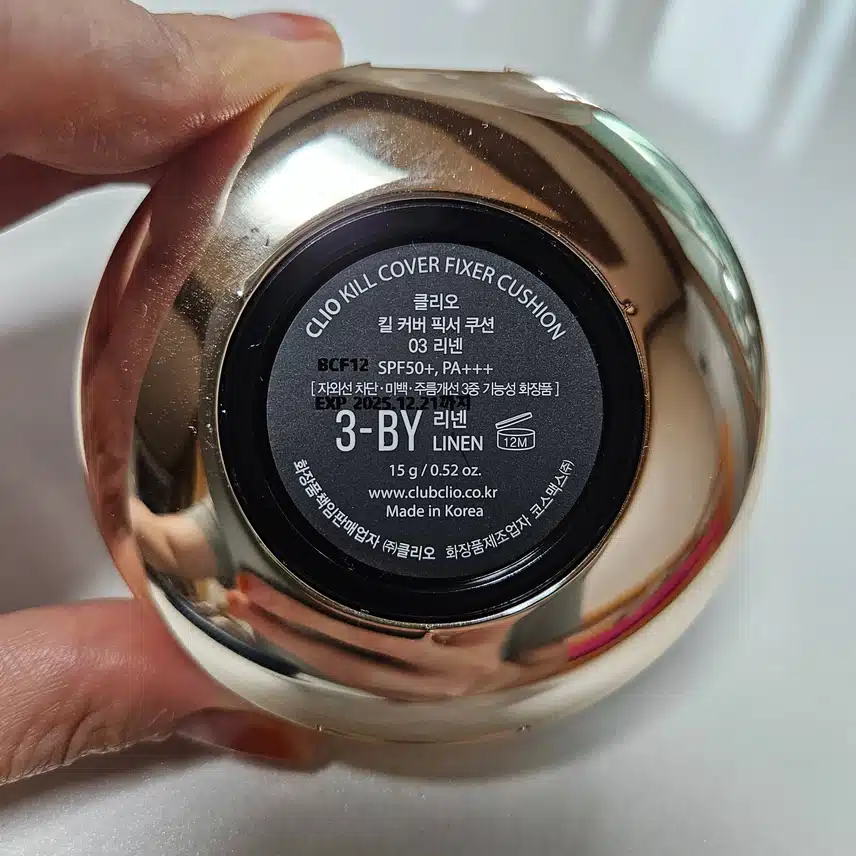 CLIO KILL COVER FIXER CUSHION
클리오
킬 커버 픽서 쿠션
03 리넨
BCF12 SPF50+, PA+++
[ 자외선 차단·미백·주름개선 3중 기능성 화장품 ]
EXP 2025.12.21까지
3-BY 리넨
LINEN
12M
15 g / 0.52 oz.
www.clubclio.co.kr
Made in Korea
화장품책임판매업자 ㈜클리오 화장품제조업자 코스맥스㈜